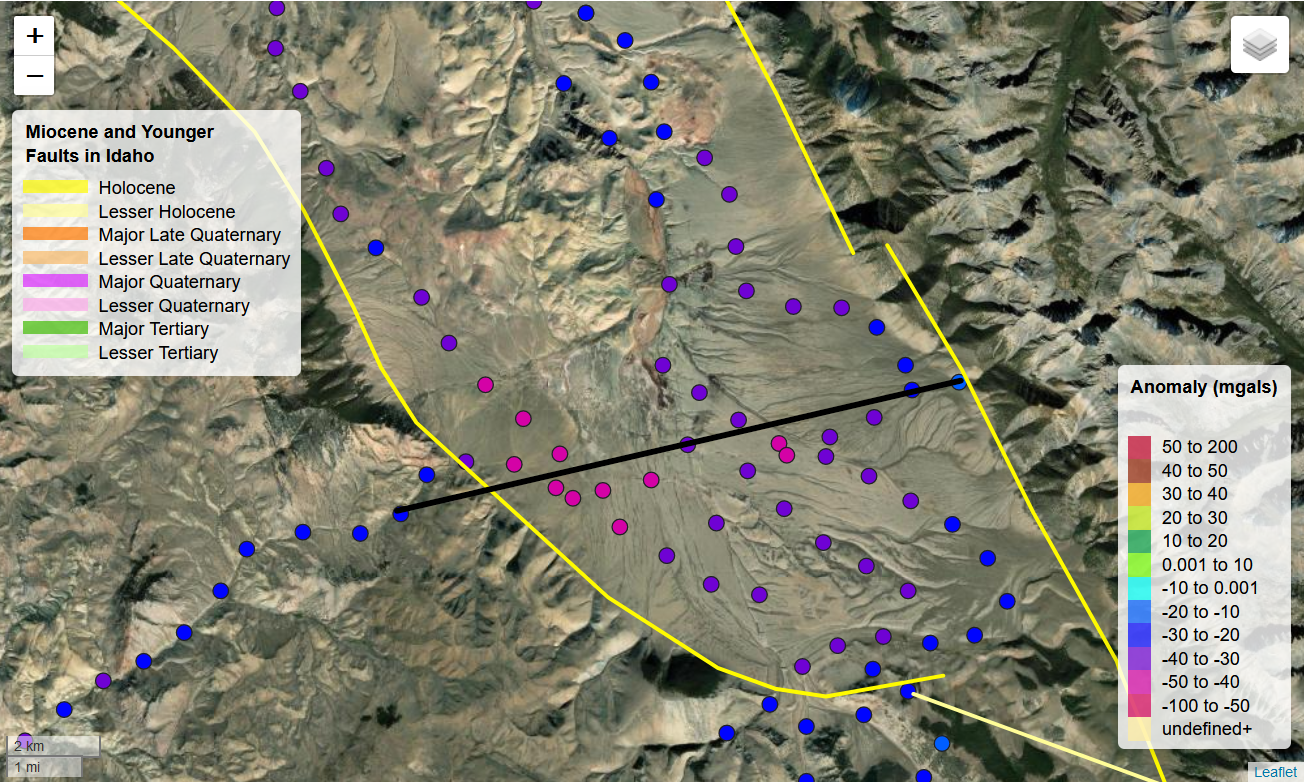 +
−
Miocene and Younger
Faults in Idaho
Holocene
Lesser Holocene
Major Late Quaternary
Lesser Late Quaternary
Major Quaternary
Lesser Quaternary
Major Tertiary
Lesser Tertiary
Anomaly (mgals)
50 to 200
40 to 50
30 to 40
20 to 30
10 to 20
0.001 to 10
-10 to 0.001
-20 to -10
-30 to -20
-40 to -30
-50 to -40
-100 to -50
undefined+
2 km
1 mi
Leaflet